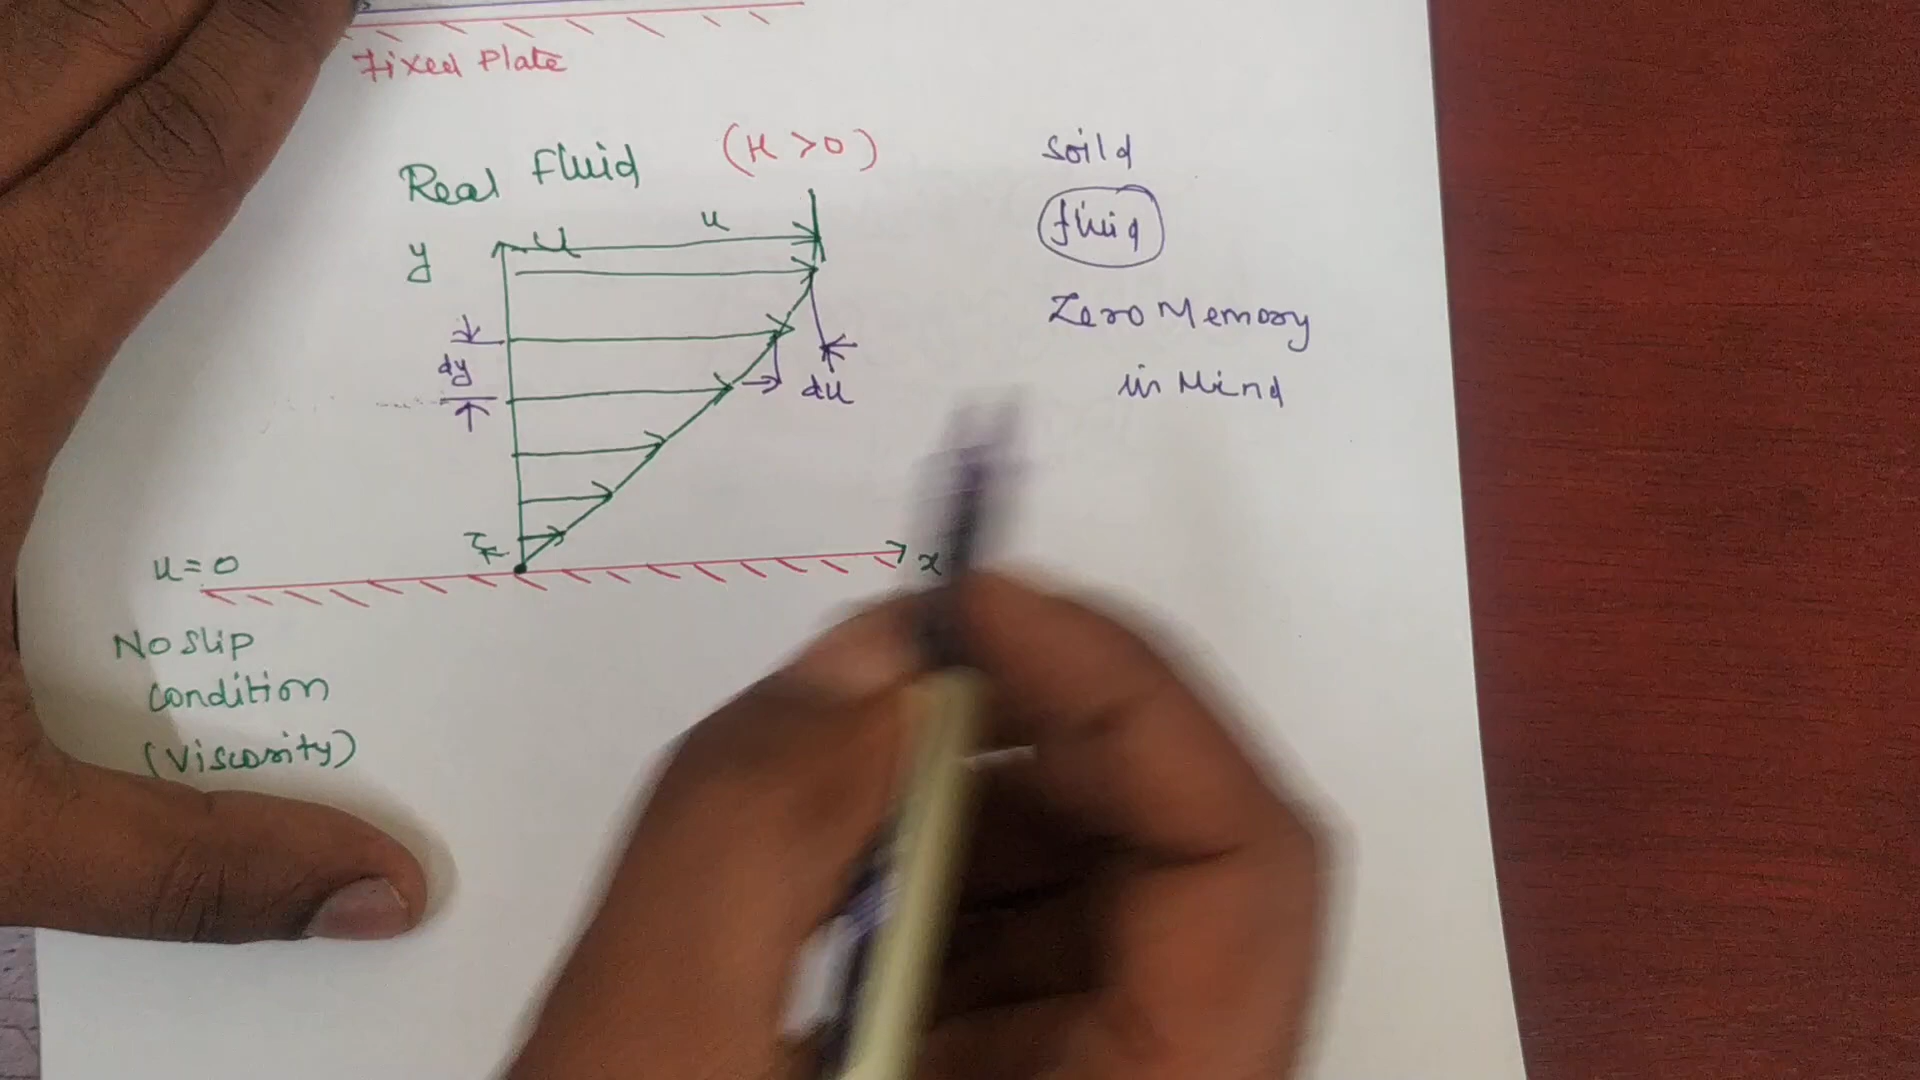 Fixed Plate
Real Fluid (μ >0)
y
u
u
dy
du
τ
u=0
x
No slip
condition
(Viscosity)
Soild
fluid
Zero Memory
in Mind